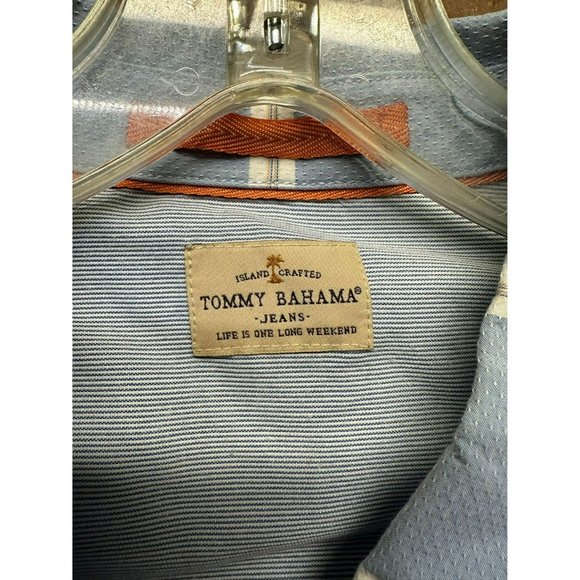 ISLAND CRAFTED
TOMMY BAHAMA®
-JEANS-
LIFE IS ONE LONG WEEKEND